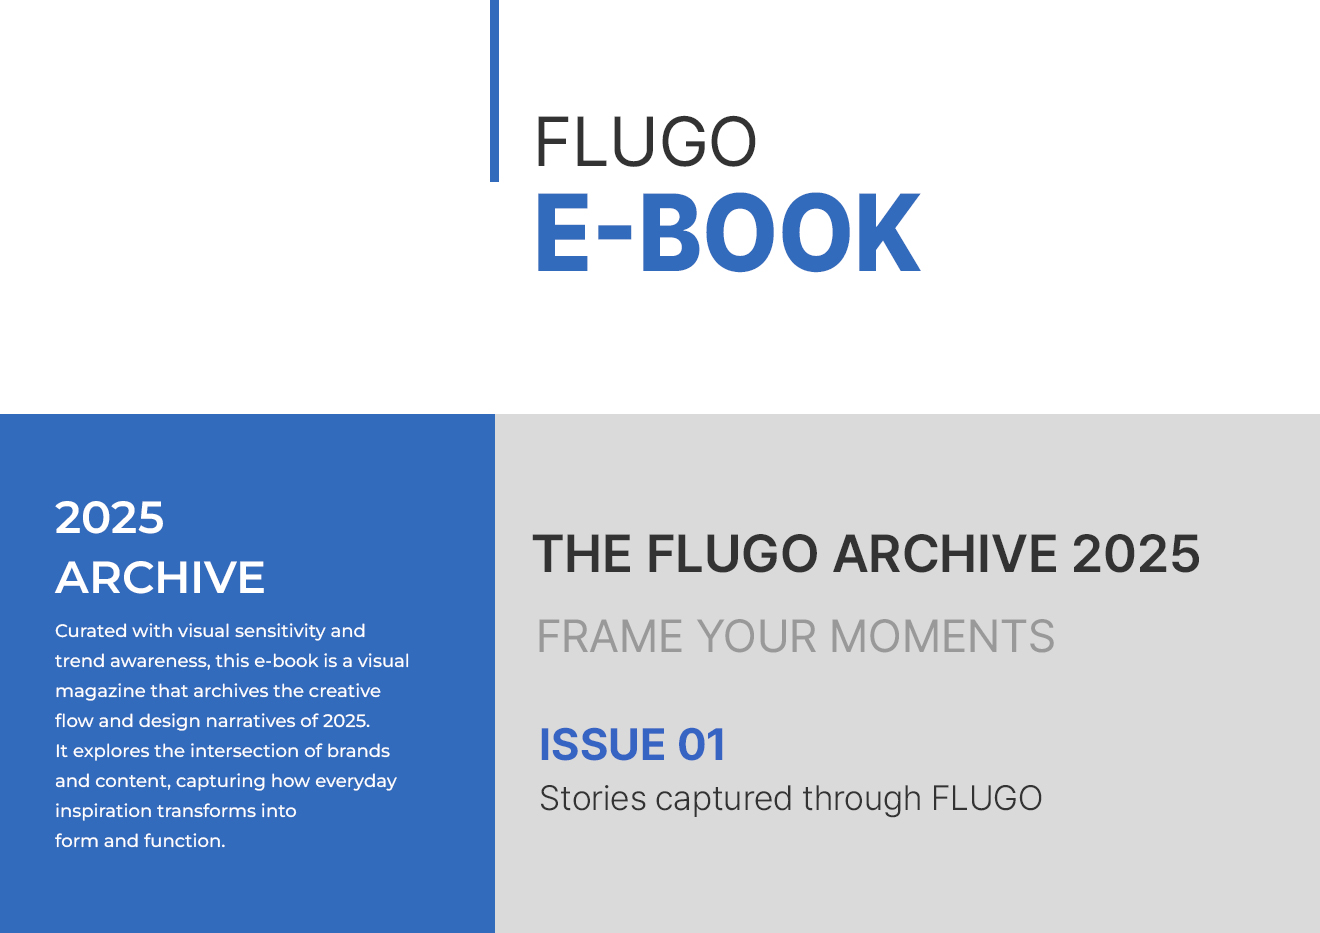 FLUGO
E-BOOK
2025
ARCHIVE
Curated with visual sensitivity and
trend awareness, this e-book is a visual
magazine that archives the creative
flow and design narratives of 2025.
It explores the intersection of brands
and content, capturing how everyday
inspiration transforms into
form and function.
THE FLUGO ARCHIVE 2025
FRAME YOUR MOMENTS
ISSUE 01
Stories captured through FLUGO